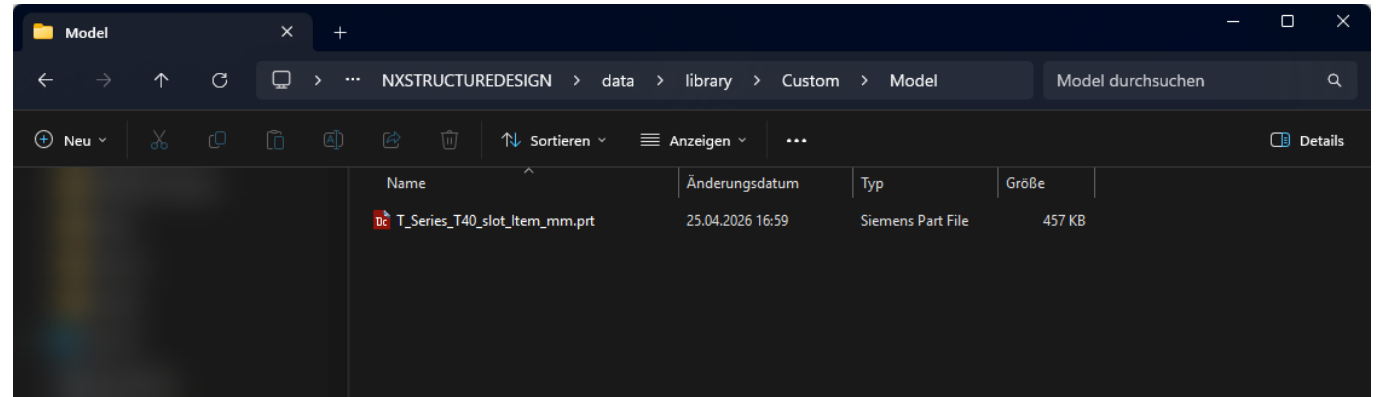 Model
NXSTRUCTUREDESIGN > data > library > Custom > Model
Model durchsuchen
Neu
Sortieren
Anzeigen
Details
Name Änderungsdatum Typ Größe
Dc T_Series_T40_slot_Item_mm.prt 25.04.2026 16:59 Siemens Part File 457 KB